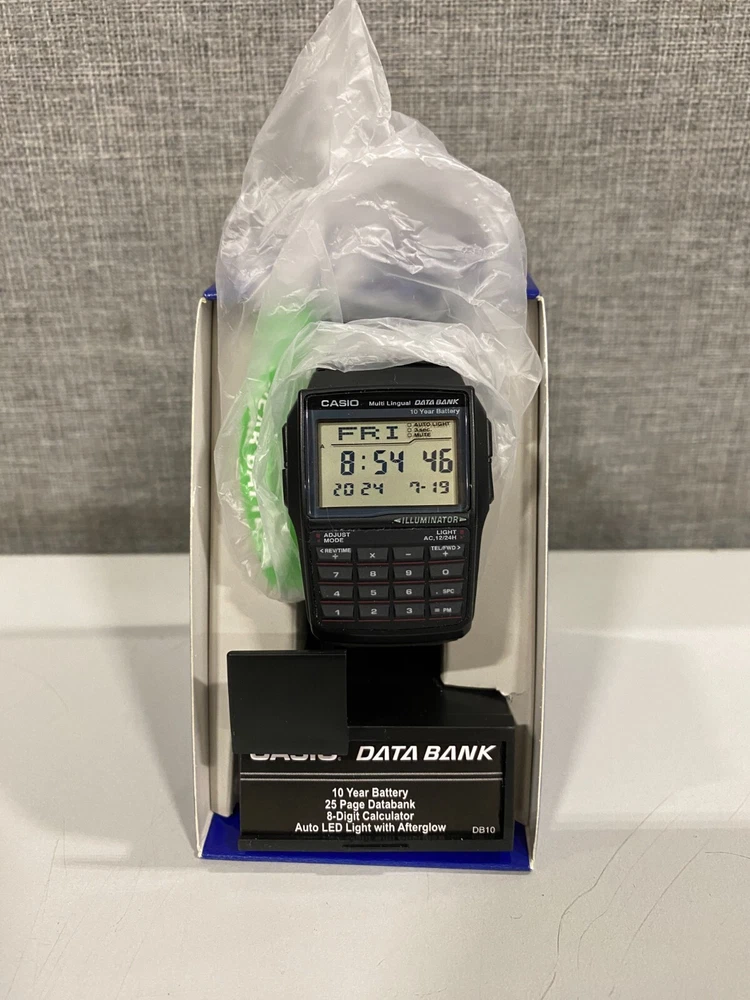 CASIO Multi Lingual DATA BANK
10 Year Battery
FRI
AUTO LIGHT
3sec.
MUTE
8:54 46
2024 7-19
ILLUMINATOR
ADJUST LIGHT
MODE AC,12/24H
<REV/TIME TEL/FWD>
÷ × − +
7 8 9 0
4 5 6 . SPC
1 2 3 = PM
CASIO DATA BANK
10 Year Battery
25 Page Databank
8-Digit Calculator
Auto LED Light with Afterglow
DB10